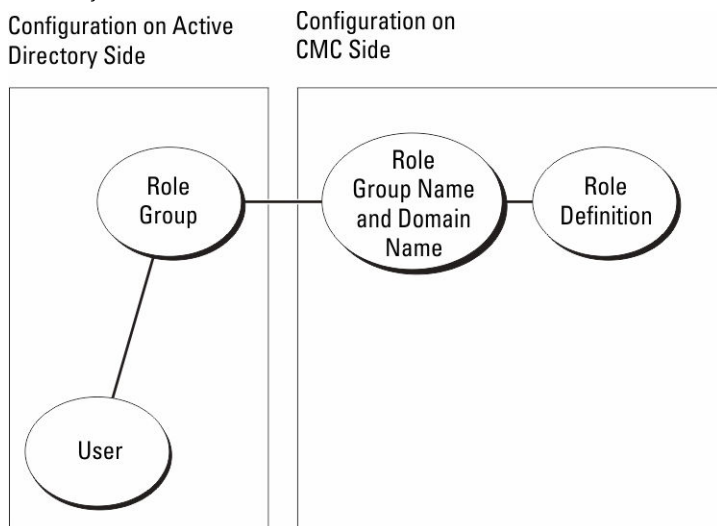 Configuration on Active
Directory Side
Configuration on
CMC Side
Role
Group
Role
Group Name
and Domain
Name
Role
Definition
User